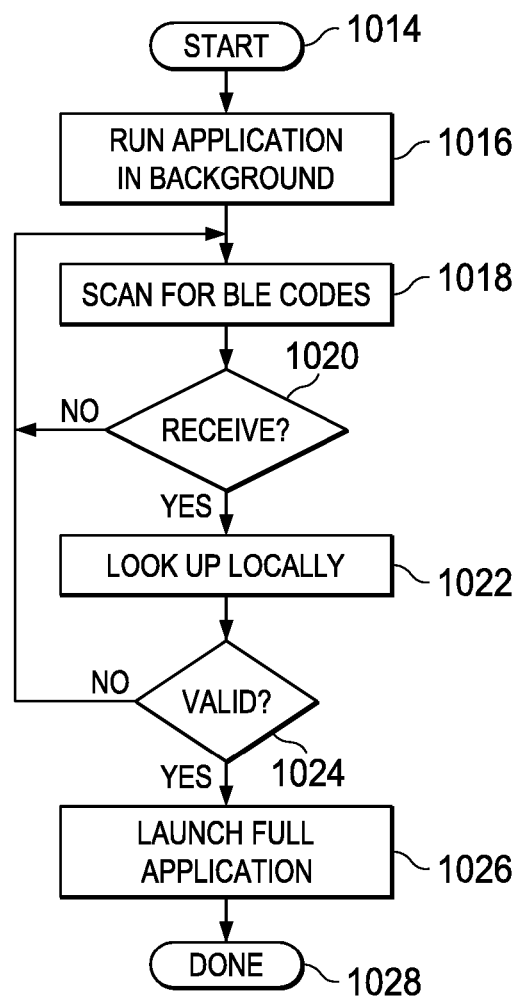 START
1014
RUN APPLICATION
IN BACKGROUND
1016
SCAN FOR BLE CODES
1018
1020
NO
RECEIVE?
YES
LOOK UP LOCALLY
1022
NO
VALID?
1024
YES
LAUNCH FULL
APPLICATION
1026
DONE
1028